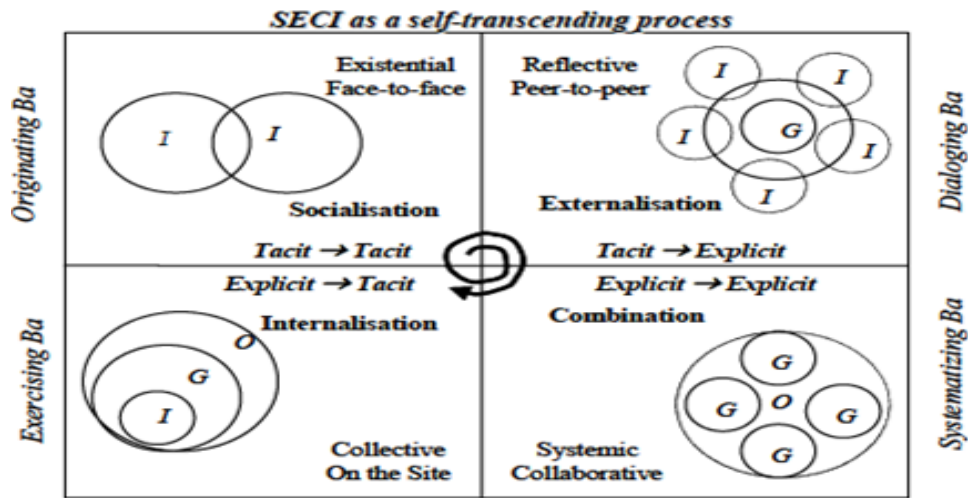 SECI as a self-transcending process
Originating Ba
Existential
Face-to-face
I
I
Socialisation
Tacit → Tacit
Reflective
Peer-to-peer
I
I
I
I
I
G
Externalisation
Tacit → Explicit
Dialoging Ba
Exercising Ba
Explicit → Tacit
Internalisation
O
G
I
Collective
On the Site
Explicit → Explicit
Combination
G
G
O
G
G
Systemic
Collaborative
Systematizing Ba